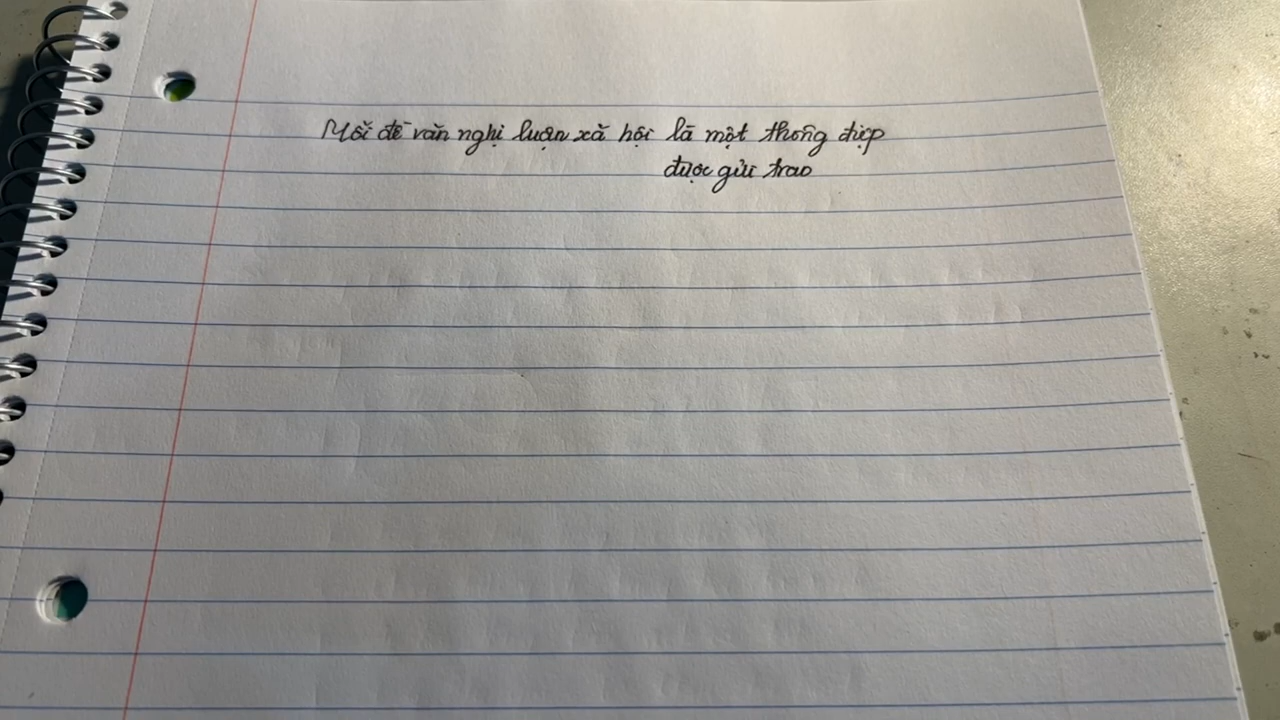 Mỗi đề văn nghị luận xã hội là một thông điệp
được gửi trao